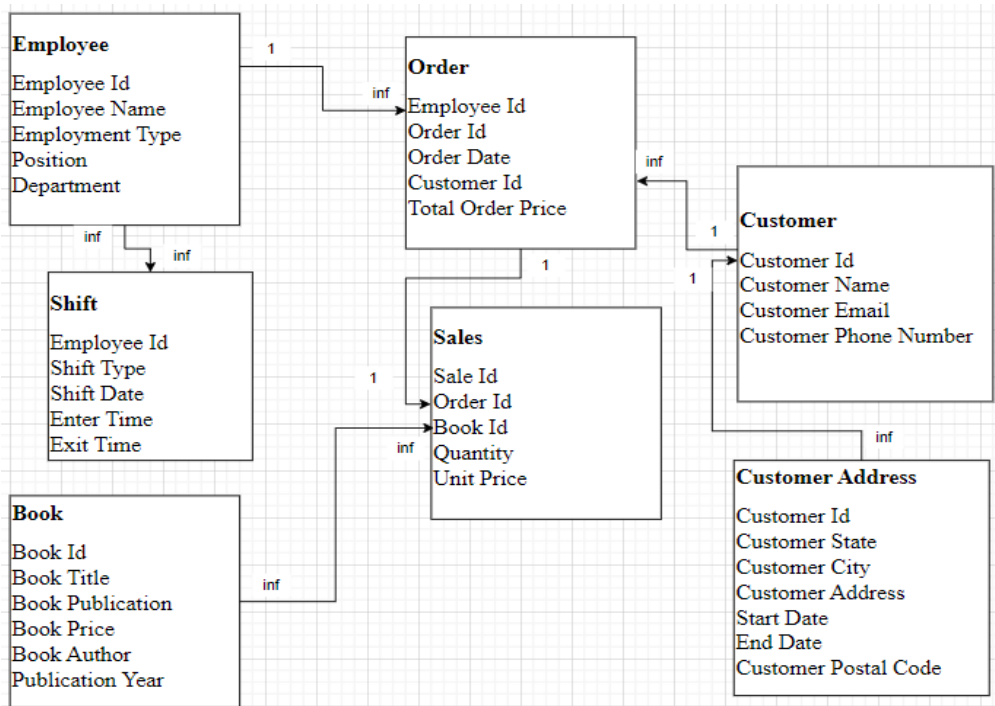 Employee
Employee Id
Employee Name
Employment Type
Position
Department
1
inf
Order
Employee Id
Order Id
Order Date
Customer Id
Total Order Price
inf
1
Customer
Customer Id
Customer Name
Customer Email
Customer Phone Number
inf
inf
Shift
Employee Id
Shift Type
Shift Date
Enter Time
Exit Time
1
1
Sales
Sale Id
Order Id
Book Id
Quantity
Unit Price
1
inf
Customer Address
Customer Id
Customer State
Customer City
Customer Address
Start Date
End Date
Customer Postal Code
Book
Book Id
Book Title
Book Publication
Book Price
Book Author
Publication Year
inf
inf